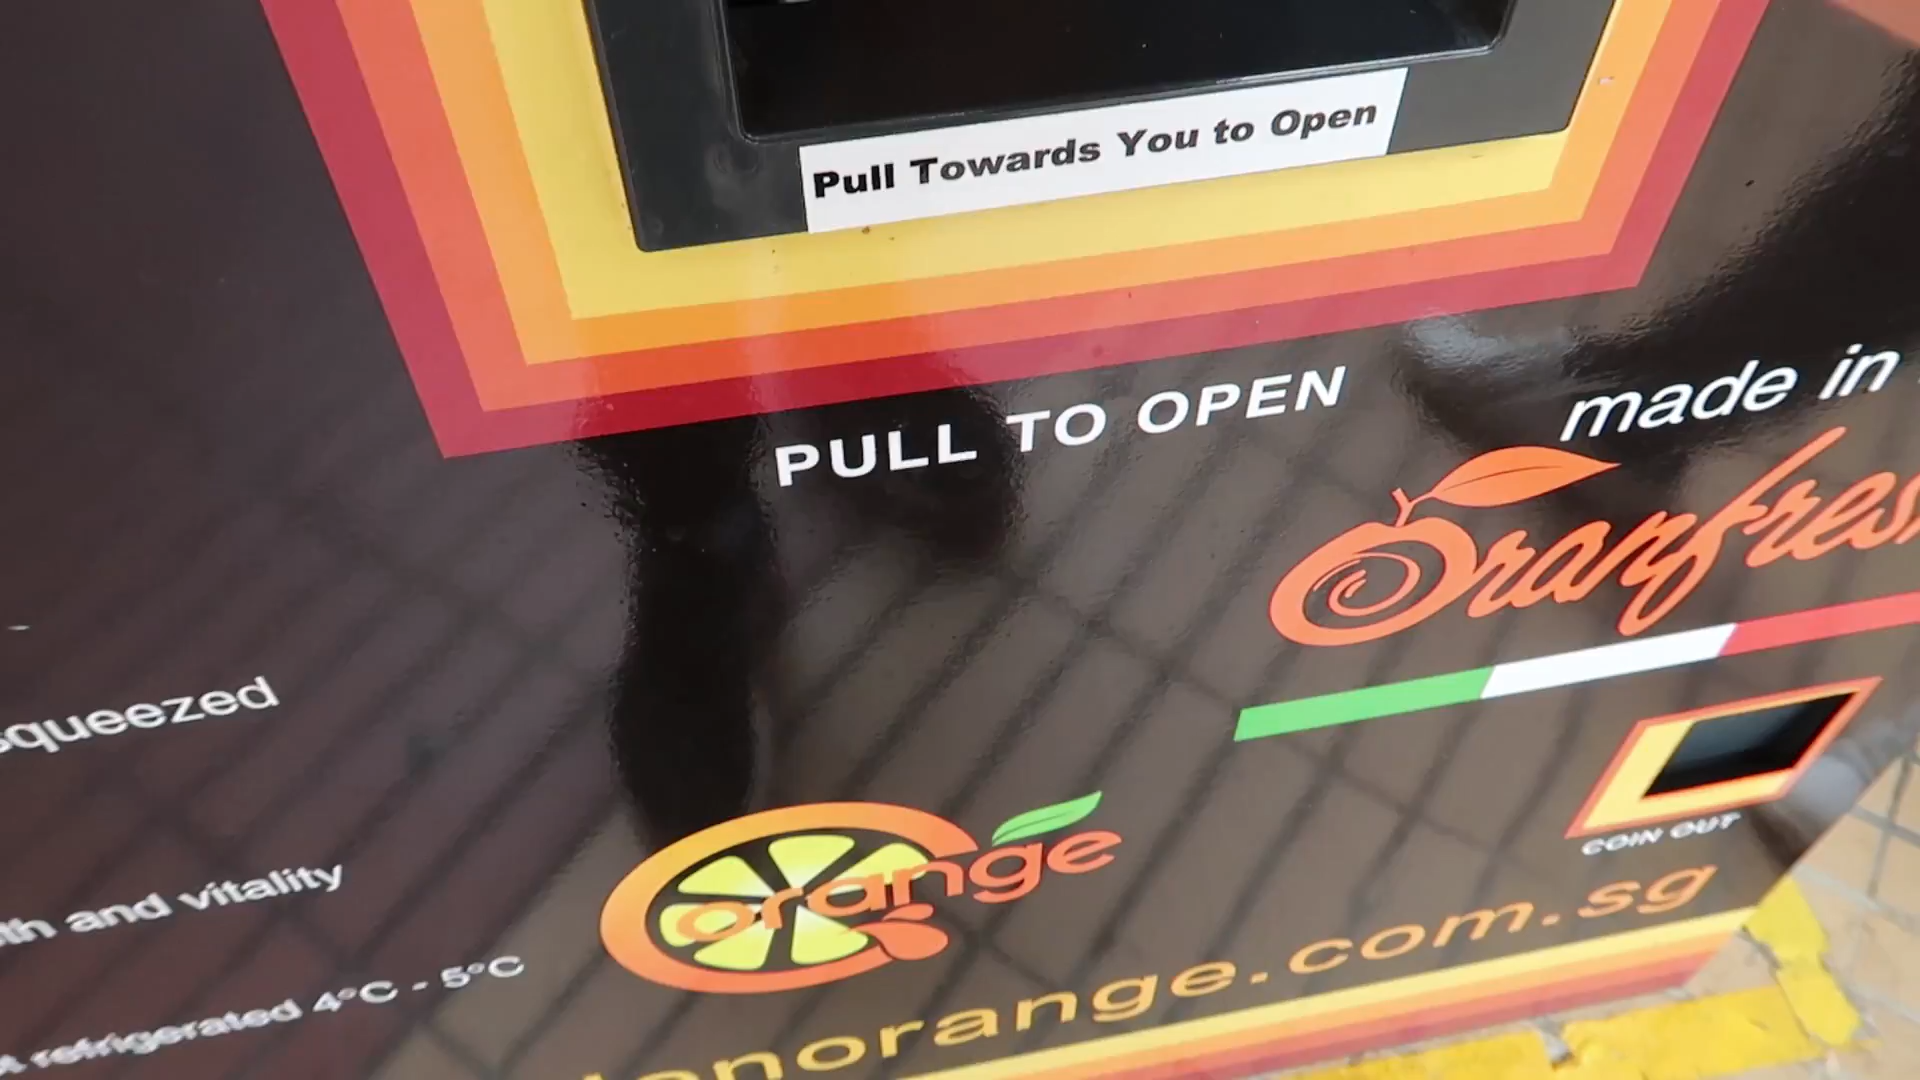 Pull Towards You to Open
PULL TO OPEN
made in
Oranfresh
squeezed
COIN OUT
orange
and vitality
refrigerated 4°C - 5°C
.com.sg